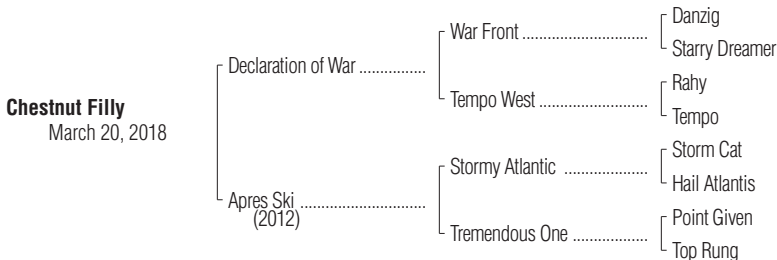 Danzig
War Front ................................
Starry Dreamer
Declaration of War ................
Rahy
Tempo West ............................
Tempo
Chestnut Filly
March 20, 2018
Storm Cat
Stormy Atlantic .....................
Hail Atlantis
Apres Ski ................................
(2012)
Point Given
Tremendous One ...................
Top Rung